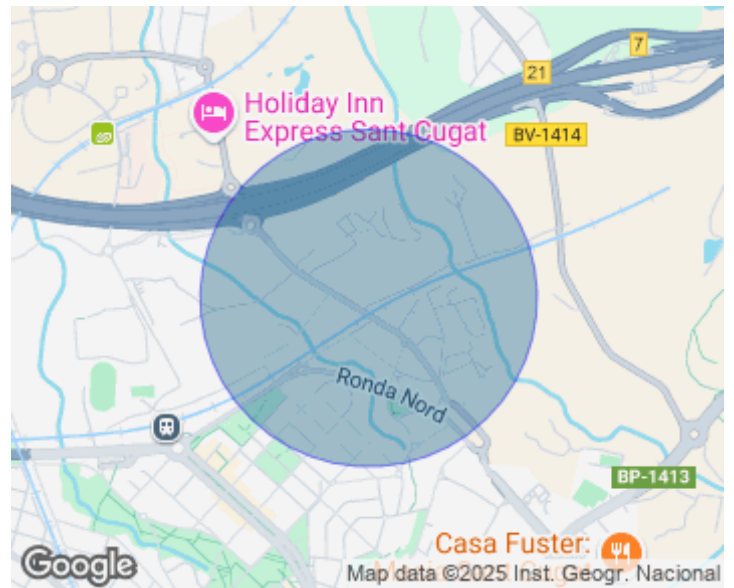 7
21
Holiday Inn
Express Sant Cugat
BV-1414
Ronda Nord
BP-1413
Casa Fuster:
Google
Map data ©2025 Inst. Geogr. Nacional